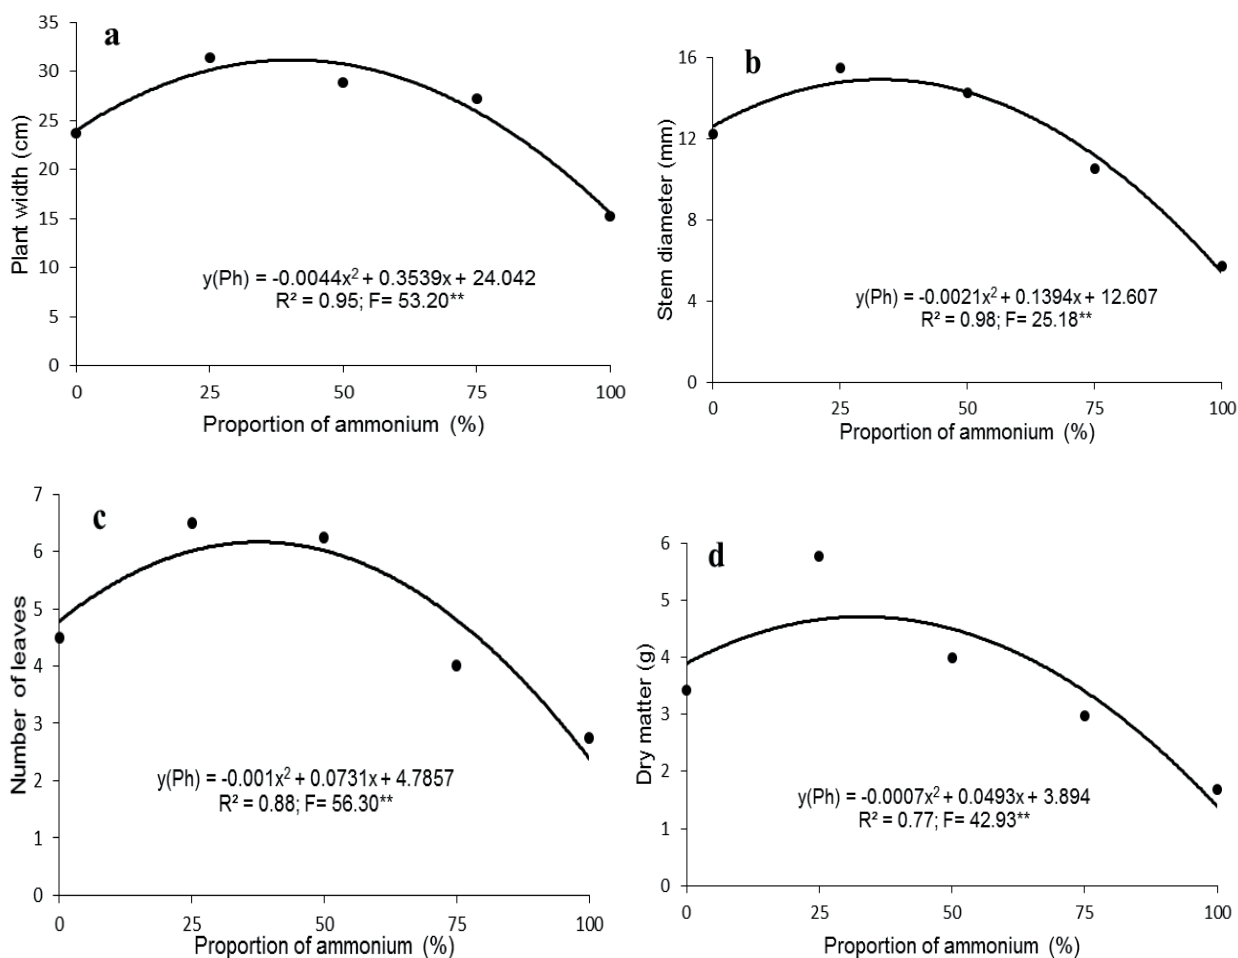 a
35
30
25
20
15
10
5
0
Plant width (cm)
y(Ph) = -0.0044x² + 0.3539x + 24.042
R² = 0.95; F= 53.20**
0 25 50 75 100
Proportion of ammonium (%)
b
16
12
8
4
0
Stem diameter (mm)
y(Ph) = -0.0021x² + 0.1394x + 12.607
R² = 0.98; F= 25.18**
0 25 50 75 100
Proportion of ammonium (%)
c
7
6
5
4
3
2
1
0
Number of leaves
y(Ph) = -0.001x² + 0.0731x + 4.7857
R² = 0.88; F= 56.30**
0 25 50 75 100
Proportion of ammonium (%)
d
6
5
4
3
2
1
0
Dry matter (g)
y(Ph) = -0.0007x² + 0.0493x + 3.894
R² = 0.77; F= 42.93**
0 25 50 75 100
Proportion of ammonium (%)